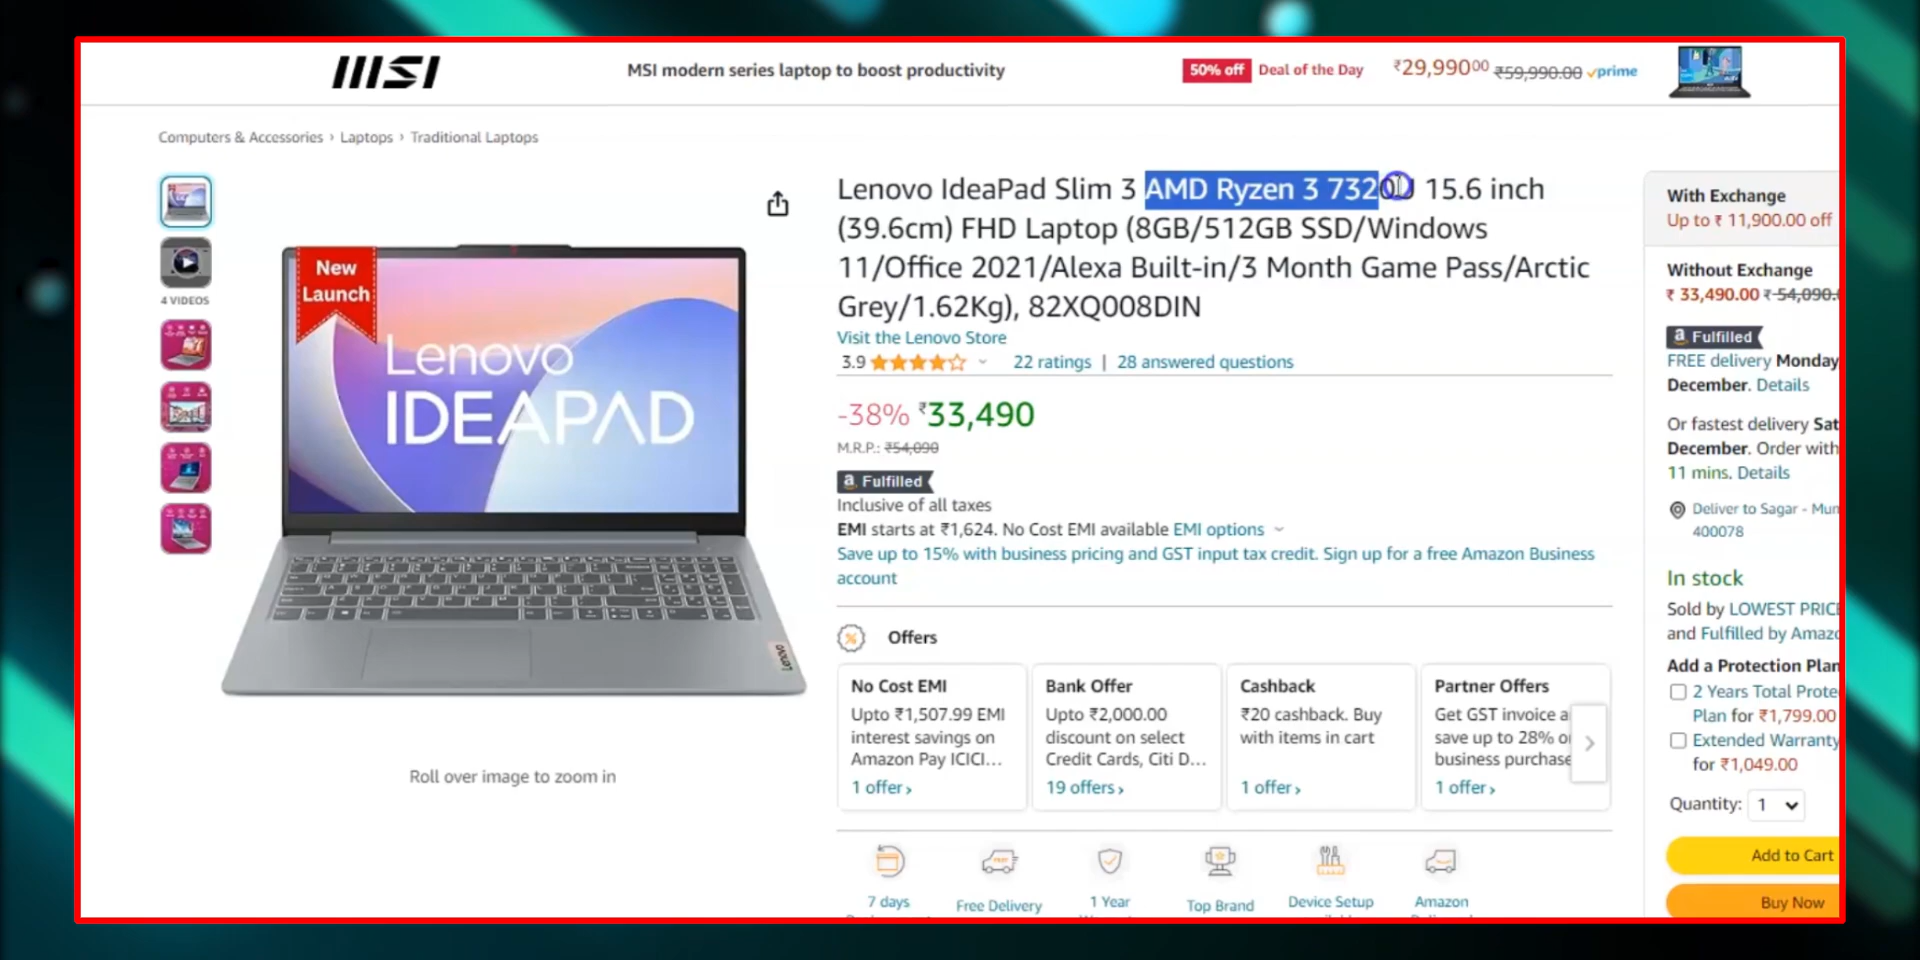 msi
MSI modern series laptop to boost productivity
50% off Deal of the Day
₹29,990⁰⁰ ₹59,990.00 prime
Computers & Accessories › Laptops › Traditional Laptops
4 VIDEOS
New
Launch
Lenovo
IDEAPAD
Lenovo
Roll over image to zoom in
Lenovo IdeaPad Slim 3 AMD Ryzen 3 7320U 15.6 inch
(39.6cm) FHD Laptop (8GB/512GB SSD/Windows
11/Office 2021/Alexa Built-in/3 Month Game Pass/Arctic
Grey/1.62Kg), 82XQ008DIN
Visit the Lenovo Store
3.9 22 ratings | 28 answered questions
-38% ₹33,490
M.R.P.: ₹54,090
a Fulfilled
Inclusive of all taxes
EMI starts at ₹1,624. No Cost EMI available EMI options
Save up to 15% with business pricing and GST input tax credit. Sign up for a free Amazon Business
account
Offers
No Cost EMI
Upto ₹1,507.99 EMI
interest savings on
Amazon Pay ICICI...
1 offer ›
Bank Offer
Upto ₹2,000.00
discount on select
Credit Cards, Citi D...
19 offers ›
Cashback
₹20 cashback. Buy
with items in cart
1 offer ›
Partner Offers
Get GST invoice a
save up to 28% o
business purchase
1 offer ›
7 days
Free Delivery
1 Year
Top Brand
Device Setup
Amazon
With Exchange
Up to ₹ 11,900.00 off
Without Exchange
₹ 33,490.00 ₹ 54,090.
a Fulfilled
FREE delivery Monday,
December. Details
Or fastest delivery Sat
December. Order with
11 mins. Details
Deliver to Sagar - Mum
400078
In stock
Sold by LOWEST PRICE
and Fulfilled by Amazo
Add a Protection Plan
2 Years Total Prote
Plan for ₹1,799.00
Extended Warranty
for ₹1,049.00
Quantity: 1
Add to Cart
Buy Now